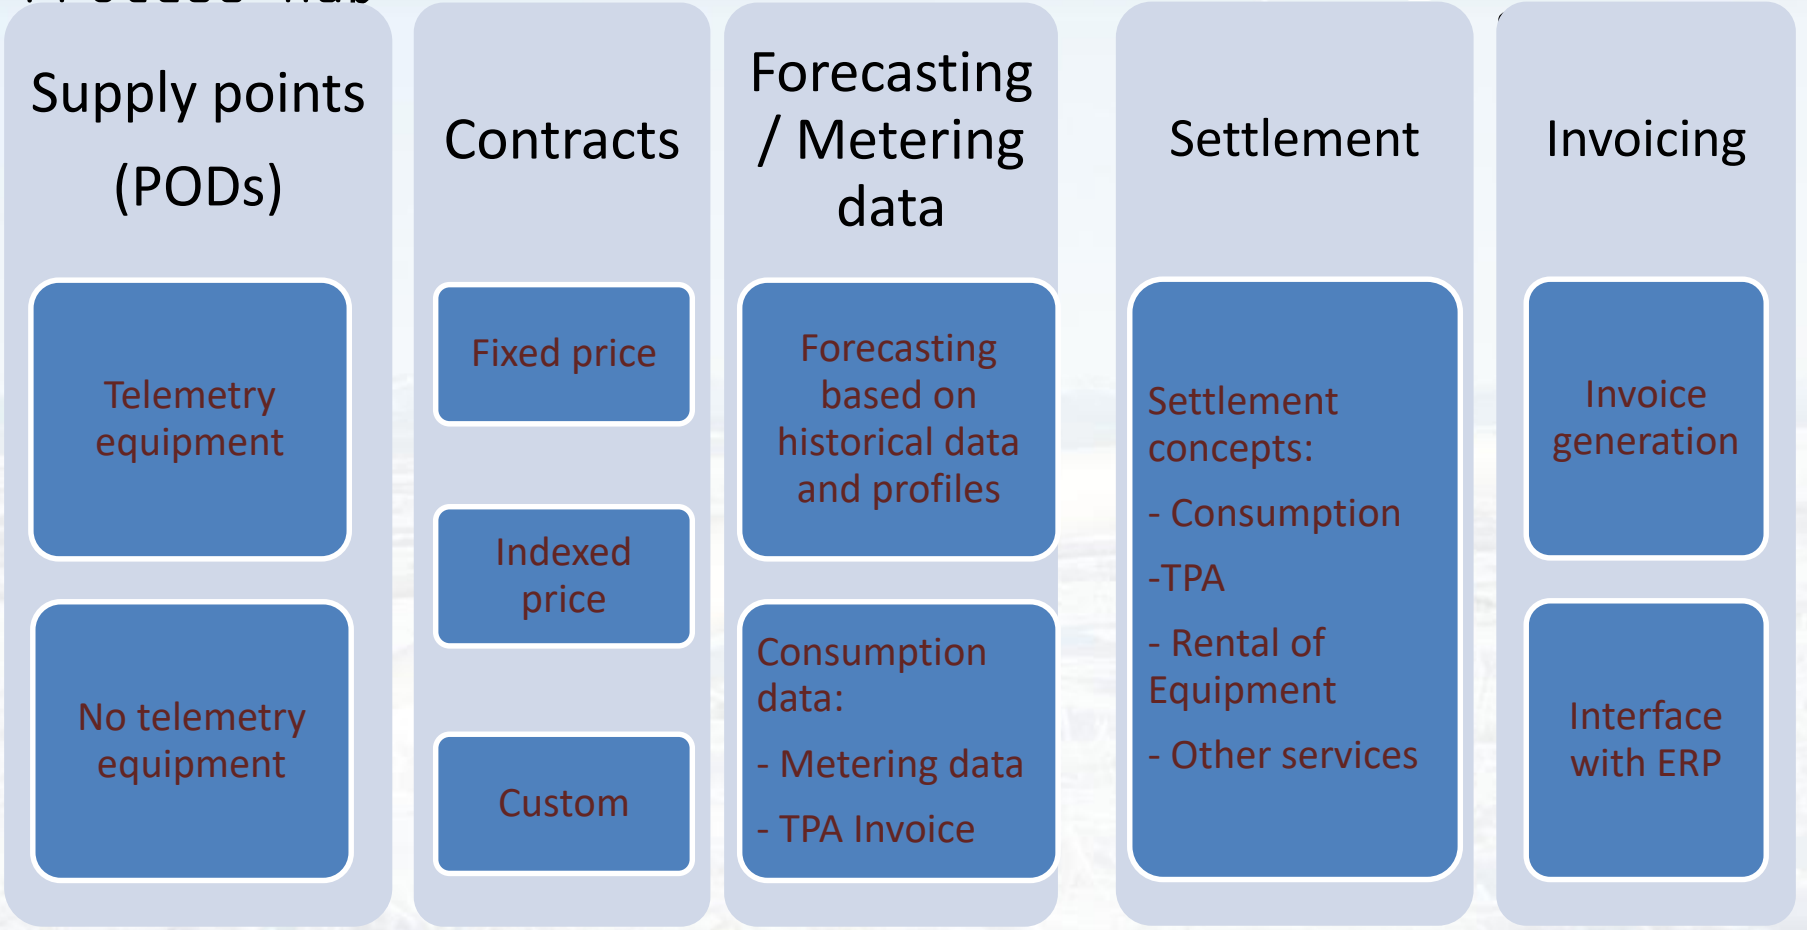 Supply points
(PODs)
Telemetry
equipment
No telemetry
equipment
Contracts
Fixed price
Indexed
price
Custom
Forecasting
/ Metering
data
Forecasting
based on
historical data
and profiles
Consumption
data:
- Metering data
- TPA Invoice
Settlement
Settlement
concepts:
- Consumption
-TPA
- Rental of
Equipment
- Other services
Invoicing
Invoice
generation
Interface
with ERP